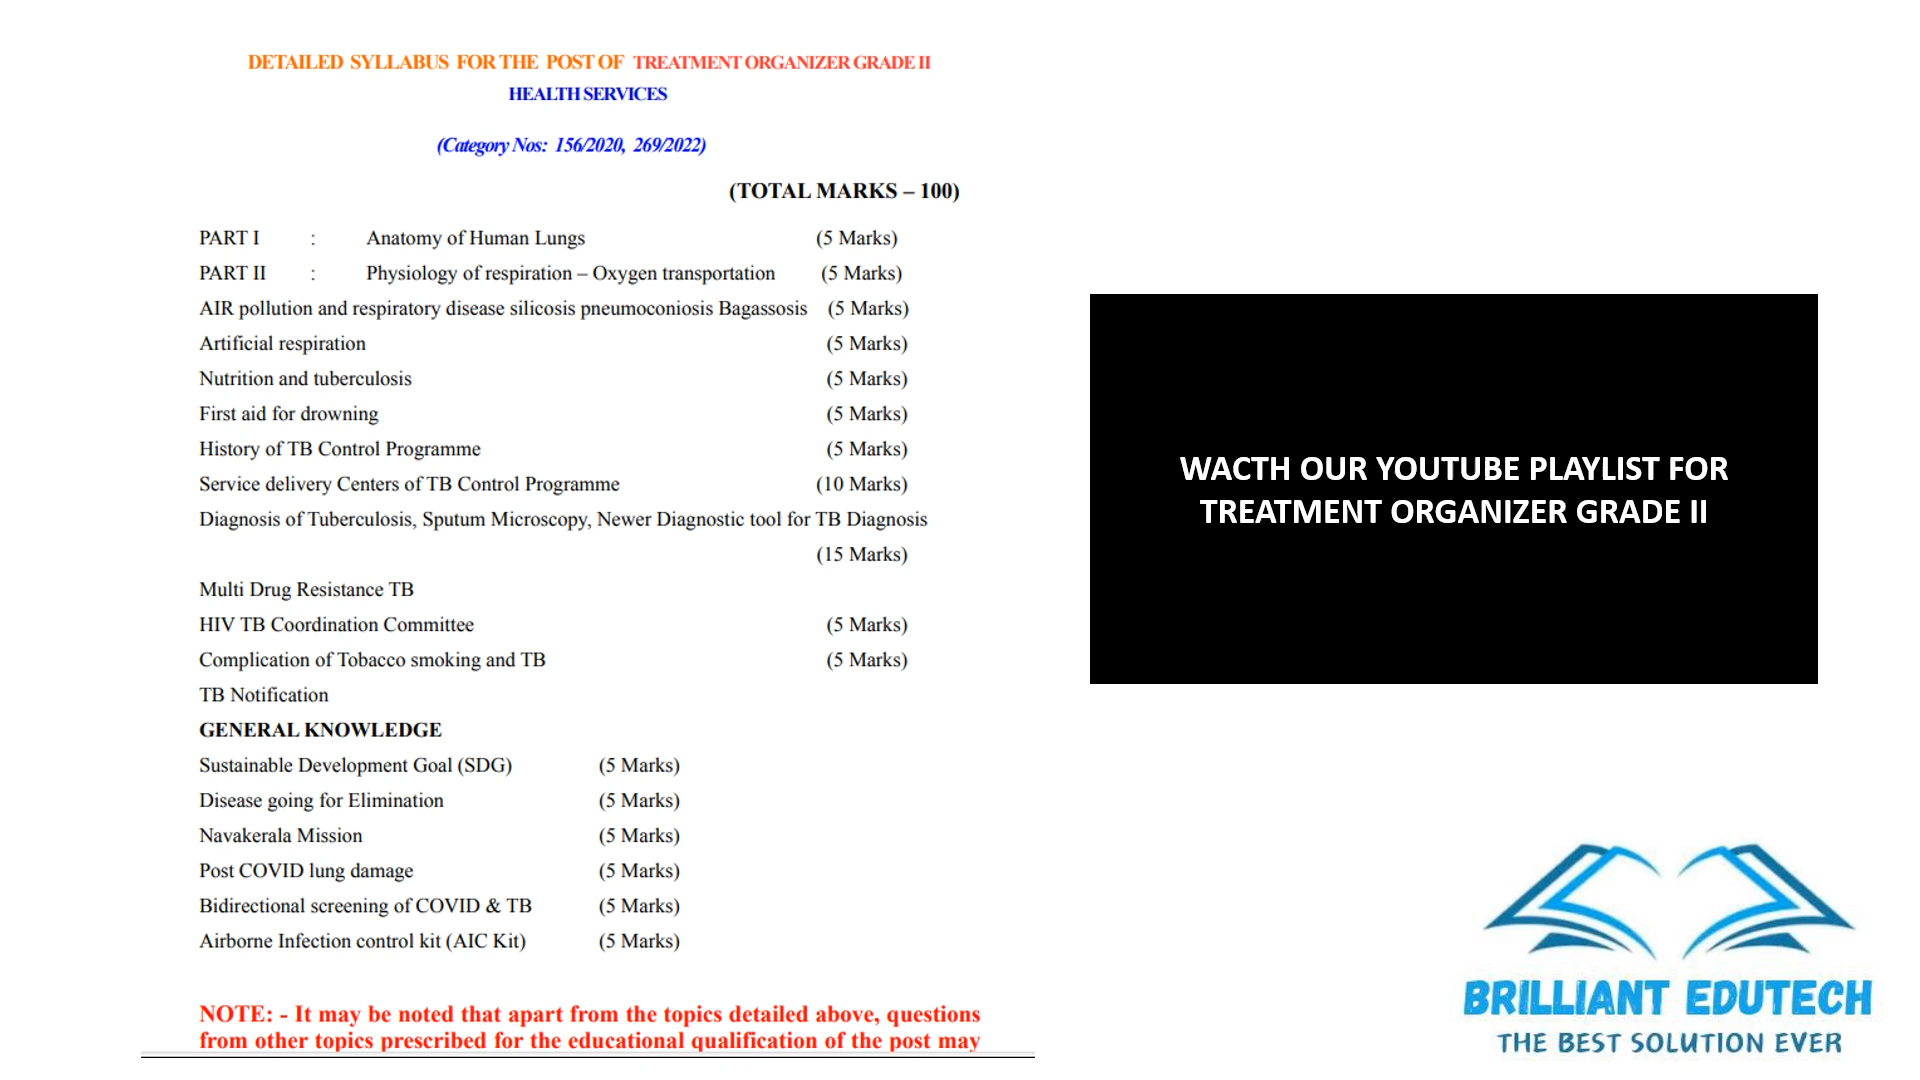 DETAILED SYLLABUS FOR THE POST OF TREATMENT ORGANIZER GRADE II
HEALTH SERVICES
(Category Nos: 156/2020, 269/2022)
(TOTAL MARKS – 100)
PART I : Anatomy of Human Lungs (5 Marks)
PART II : Physiology of respiration – Oxygen transportation (5 Marks)
AIR pollution and respiratory disease silicosis pneumoconiosis Bagassosis (5 Marks)
Artificial respiration (5 Marks)
Nutrition and tuberculosis (5 Marks)
First aid for drowning (5 Marks)
History of TB Control Programme (5 Marks)
Service delivery Centers of TB Control Programme (10 Marks)
Diagnosis of Tuberculosis, Sputum Microscopy, Newer Diagnostic tool for TB Diagnosis
(15 Marks)
Multi Drug Resistance TB
HIV TB Coordination Committee (5 Marks)
Complication of Tobacco smoking and TB (5 Marks)
TB Notification
GENERAL KNOWLEDGE
Sustainable Development Goal (SDG) (5 Marks)
Disease going for Elimination (5 Marks)
Navakerala Mission (5 Marks)
Post COVID lung damage (5 Marks)
Bidirectional screening of COVID & TB (5 Marks)
Airborne Infection control kit (AIC Kit) (5 Marks)
NOTE: - It may be noted that apart from the topics detailed above, questions
from other topics prescribed for the educational qualification of the post may
WACTH OUR YOUTUBE PLAYLIST FOR
TREATMENT ORGANIZER GRADE II
BRILLIANT EDUTECH
THE BEST SOLUTION EVER